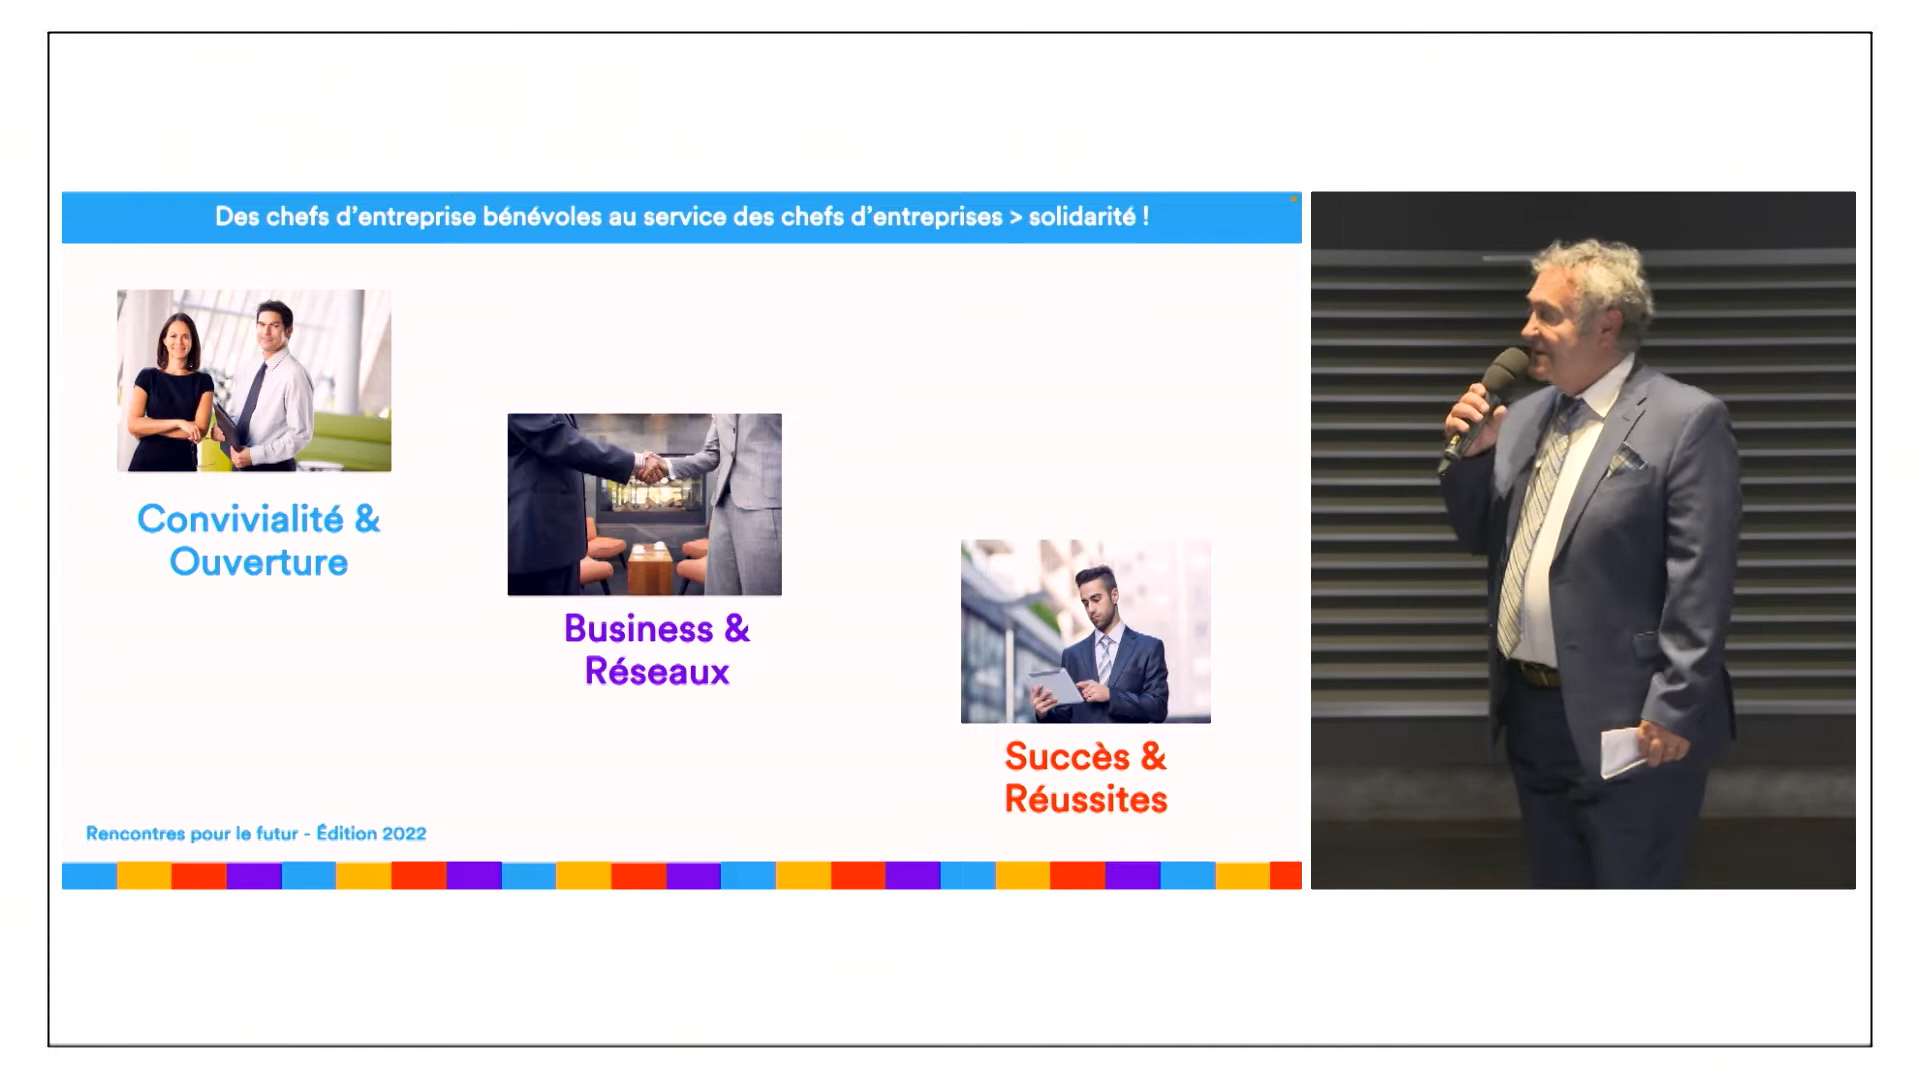 Des chefs d'entreprise bénévoles au service des chefs d'entreprises > solidarité !
Convivialité &
Ouverture
Business &
Réseaux
Succès &
Réussites
Rencontres pour le futur - Édition 2022